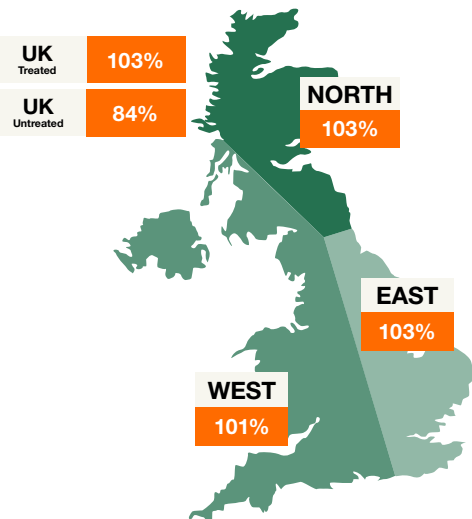 UK
Treated
103%
UK
Untreated
84%
NORTH
103%
EAST
103%
WEST
101%